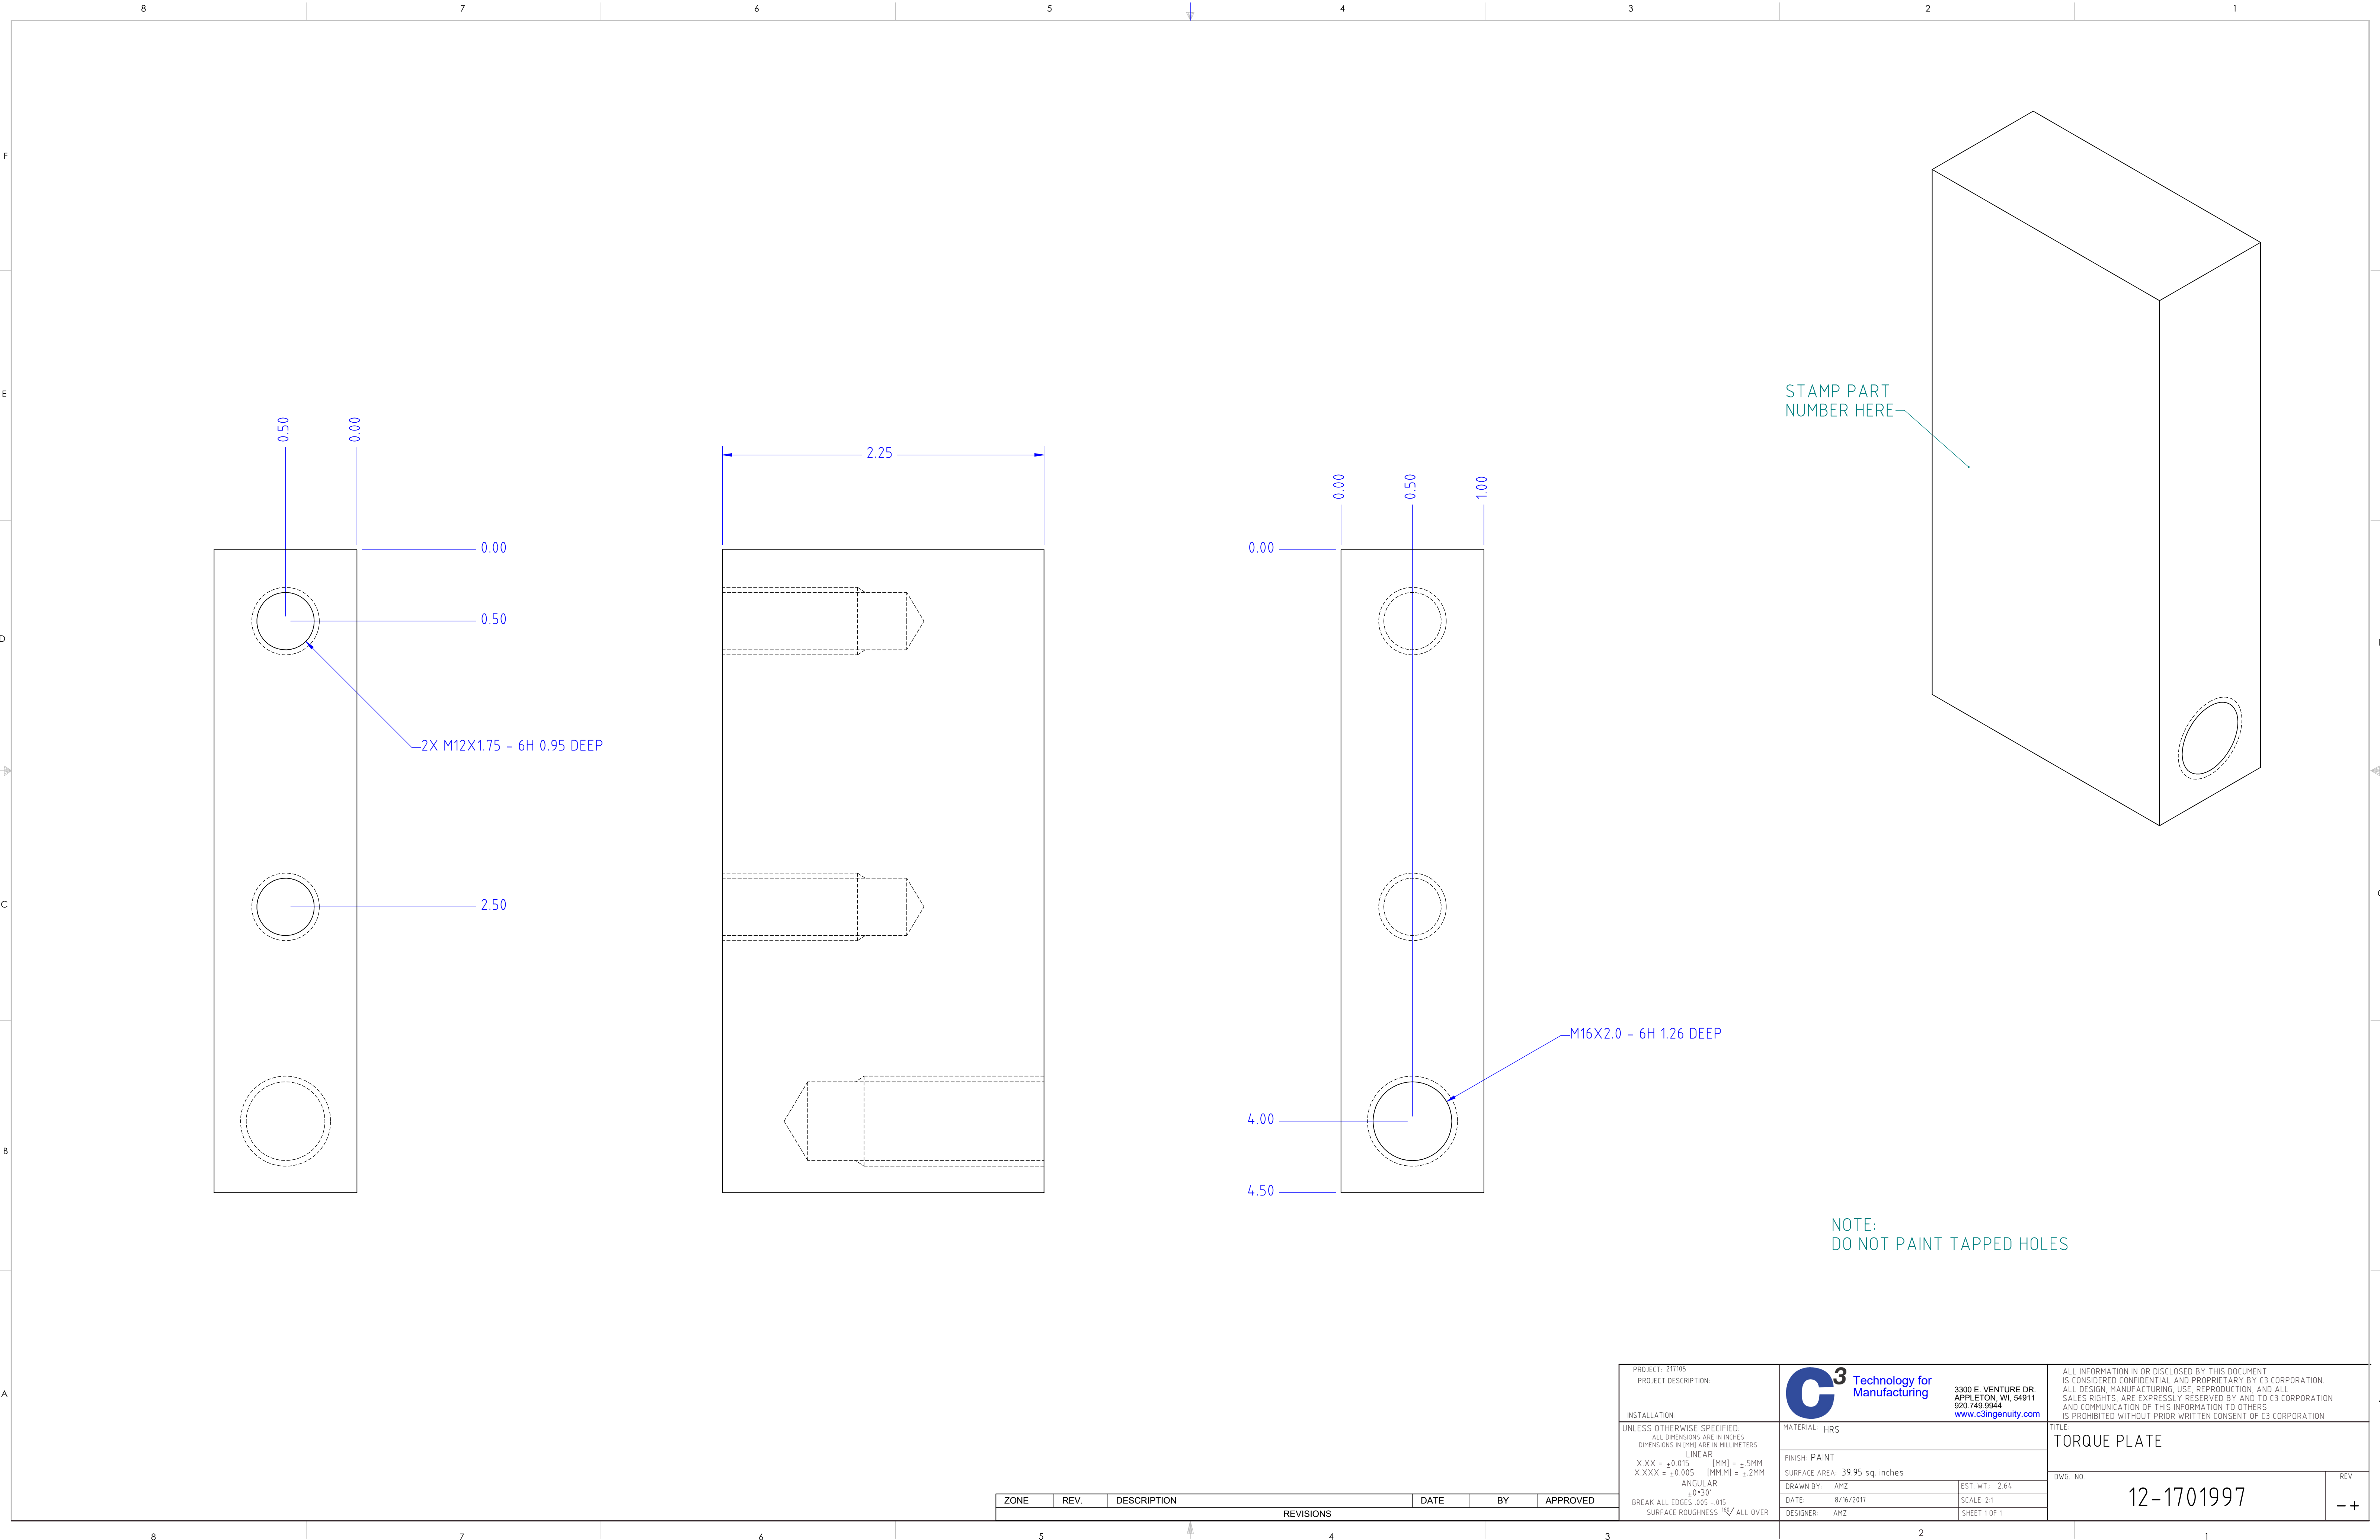 8 7 6 5 4 3 2 1
F
E
D
C
B
A
0.50
0.00
0.00
0.50
2.50
2X M12X1.75 - 6H 0.95 DEEP
2.25
0.00
0.50
1.00
0.00
4.00
4.50
M16X2.0 - 6H 1.26 DEEP
STAMP PART
NUMBER HERE
NOTE:
DO NOT PAINT TAPPED HOLES
ZONE REV. DESCRIPTION DATE BY APPROVED
REVISIONS
PROJECT: 217105
PROJECT DESCRIPTION:
INSTALLATION:
UNLESS OTHERWISE SPECIFIED:
ALL DIMENSIONS ARE IN INCHES
DIMENSIONS IN [MM] ARE IN MILLIMETERS
LINEAR
X.XX = ±0.015 [MM] = ±.5MM
X.XXX = ±0.005 [MM.M] = ±.2MM
ANGULAR
±0°30'
BREAK ALL EDGES .005 -.015
SURFACE ROUGHNESS 160 ALL OVER
C3 Technology for
Manufacturing
3300 E. VENTURE DR.
APPLETON, WI, 54911
920.749.9944
www.c3ingenuity.com
MATERIAL: HRS
FINISH: PAINT
SURFACE AREA: 39.95 sq. inches
DRAWN BY: AMZ EST. WT.: 2.64
DATE: 8/16/2017 SCALE: 2:1
DESIGNER: AMZ SHEET 1 OF 1
ALL INFORMATION IN OR DISCLOSED BY THIS DOCUMENT
IS CONSIDERED CONFIDENTIAL AND PROPRIETARY BY C3 CORPORATION.
ALL DESIGN, MANUFACTURING, USE, REPRODUCTION, AND ALL
SALES RIGHTS, ARE EXPRESSLY RESERVED BY AND TO C3 CORPORATION
AND COMMUNICATION OF THIS INFORMATION TO OTHERS
IS PROHIBITED WITHOUT PRIOR WRITTEN CONSENT OF C3 CORPORATION
TITLE:
TORQUE PLATE
DWG. NO. REV
12-1701997 -+
8 7 6 5 4 3 2 1